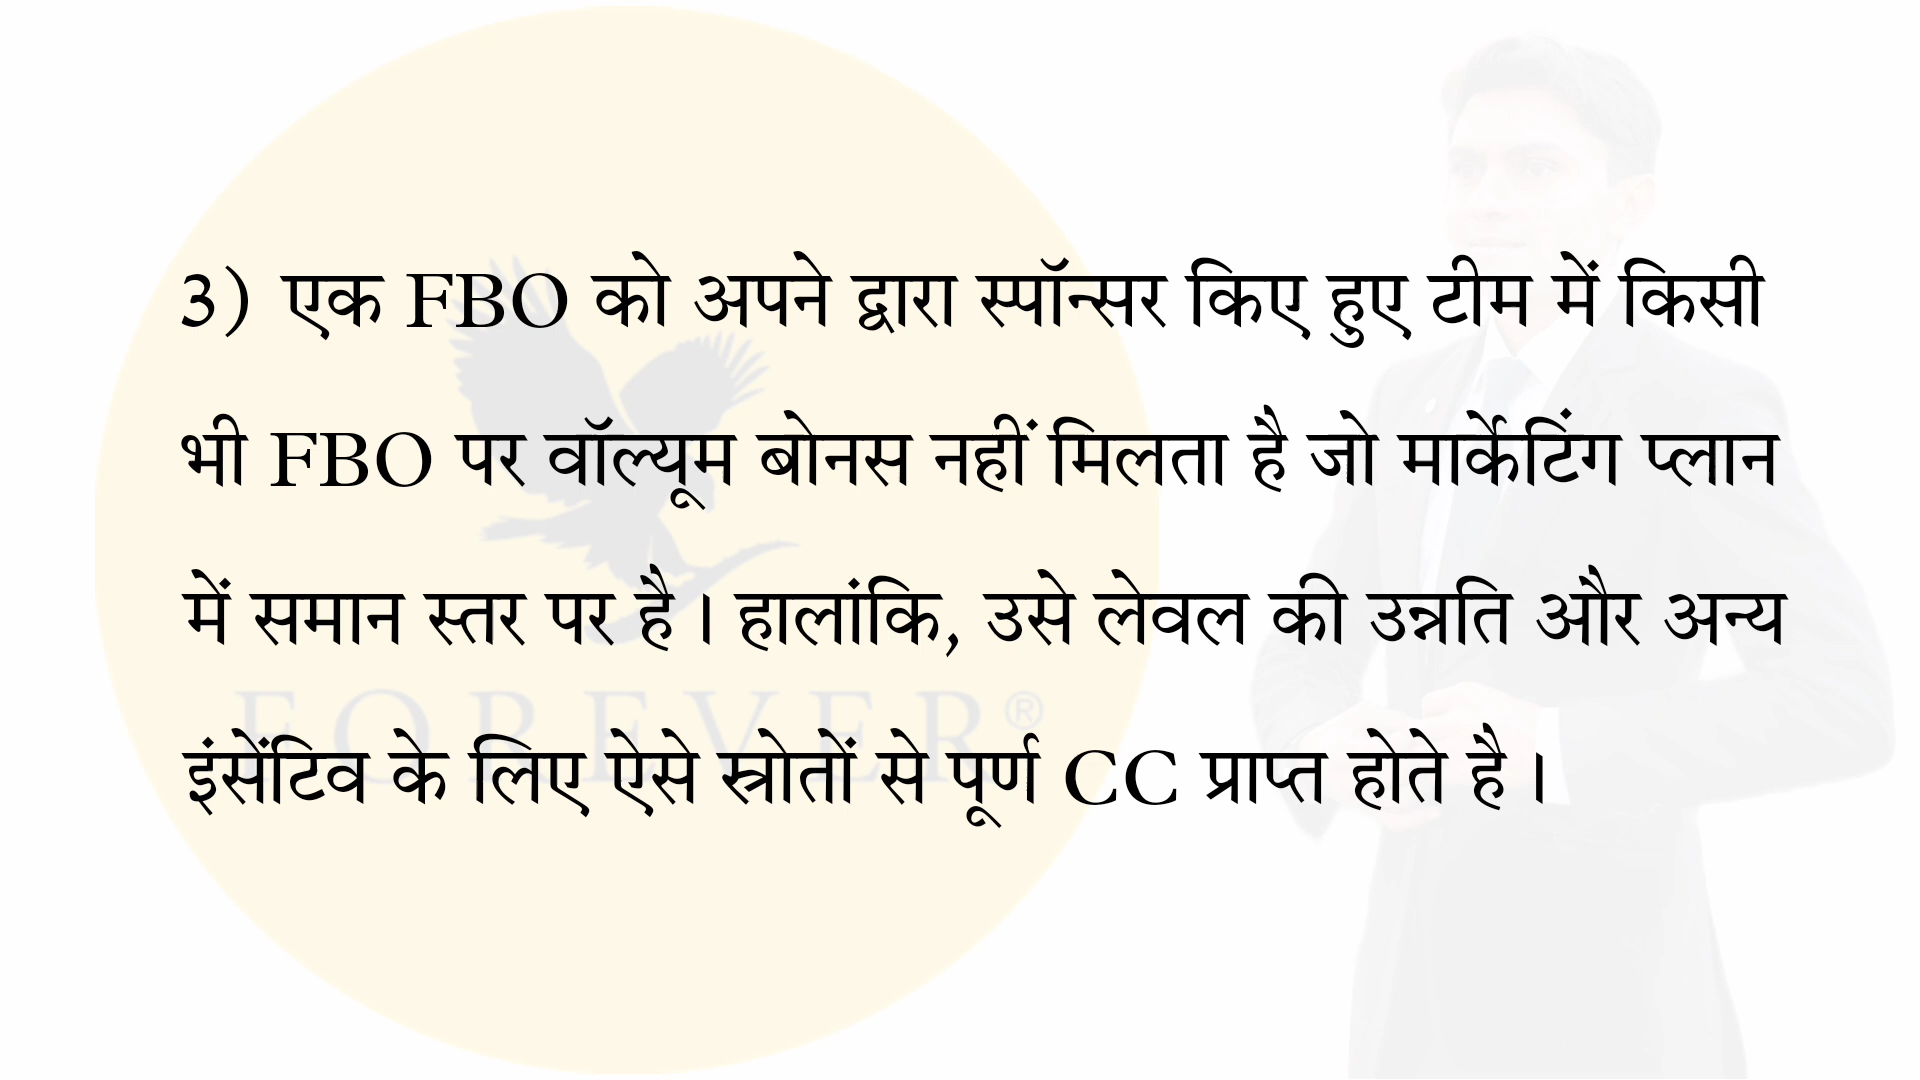 3) एक FBO को अपने द्वारा स्पॉन्सर किए हुए टीम में किसी
भी FBO पर वॉल्यूम बोनस नहीं मिलता है जो मार्केटिंग प्लान
में समान स्तर पर है। हालांकि, उसे लेवल की उन्नति और अन्य
इंसेंटिव के लिए ऐसे स्रोतों से पूर्ण CC प्राप्त होते है।
FOREVER®